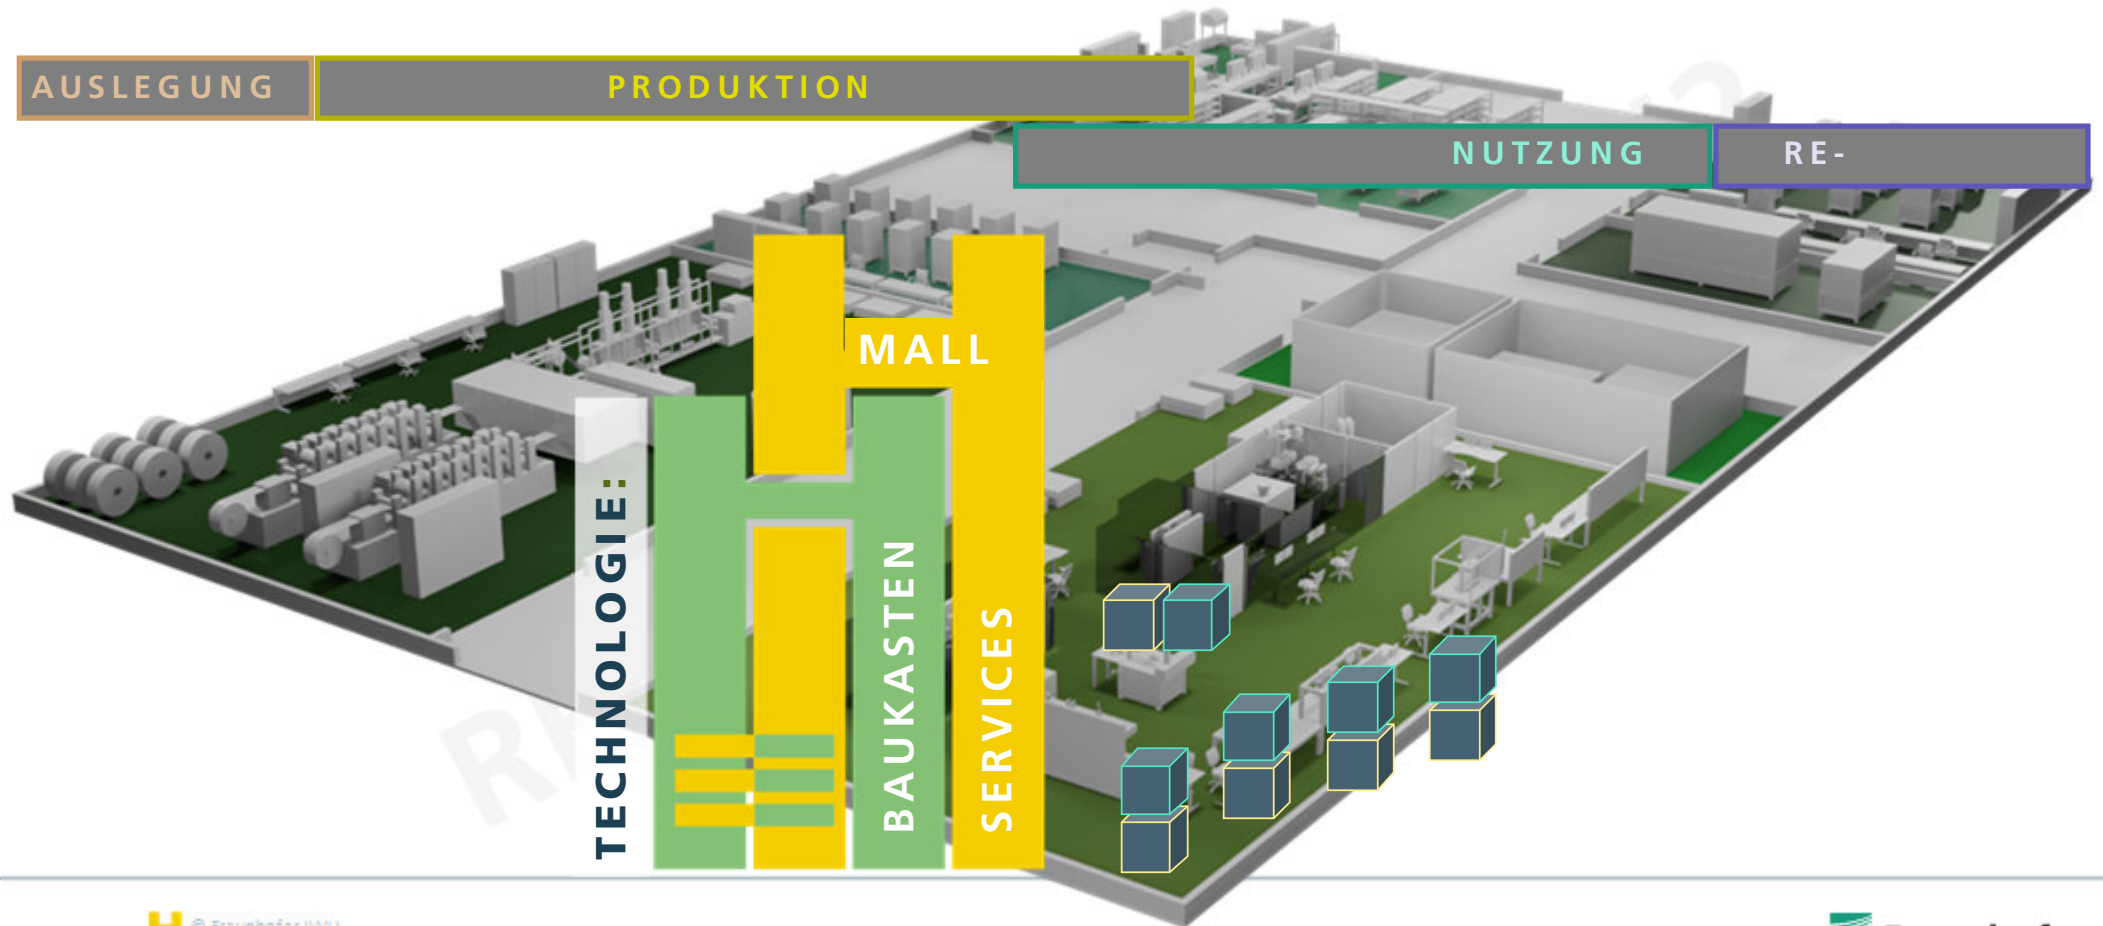 AUSLEGUNG
PRODUKTION
NUTZUNG
RE-
MALL
TECHNOLOGIE:
BAUKASTEN
SERVICES